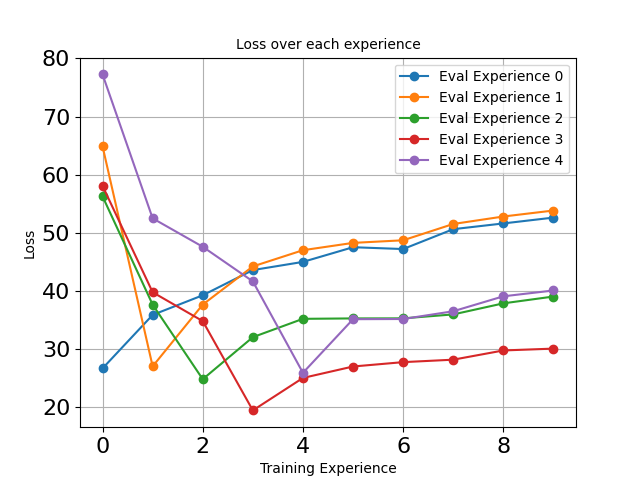 Loss over each experience
80
70
60
50
40
30
20
Loss
0 2 4 6 8
Training Experience
Eval Experience 0
Eval Experience 1
Eval Experience 2
Eval Experience 3
Eval Experience 4